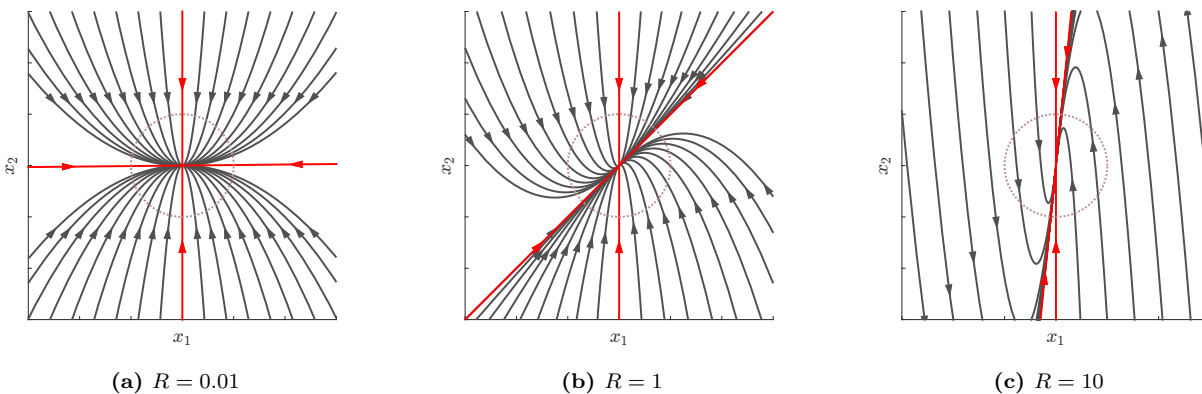 x₂
x₁
(a) R = 0.01
x₂
x₁
(b) R = 1
x₂
x₁
(c) R = 10